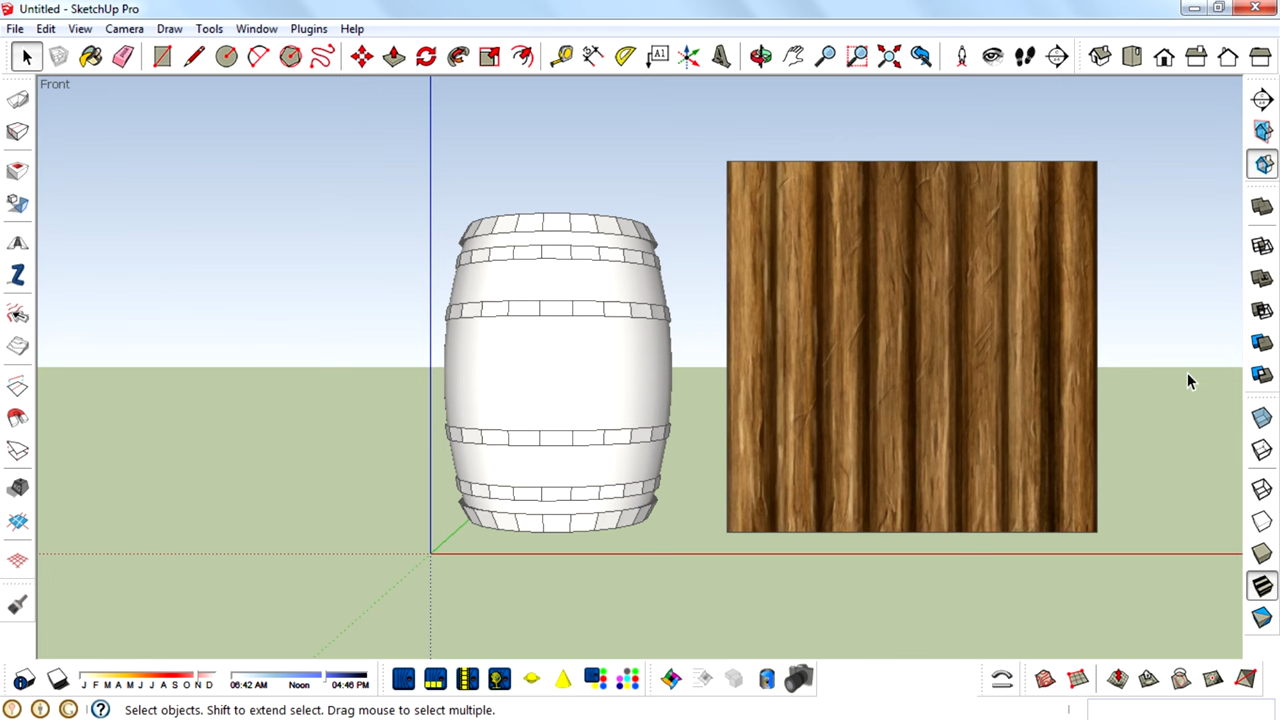 Untitled - SketchUp Pro
File Edit View Camera Draw Tools Window Plugins Help
A1
Front
J F M A M J J A S O N D
06:42 AM Noon 04:46 PM
Select objects. Shift to extend select. Drag mouse to select multiple.